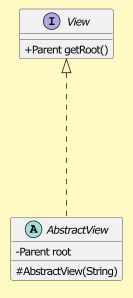 I View
+Parent getRoot()
A AbstractView
-Parent root
#AbstractView(String)